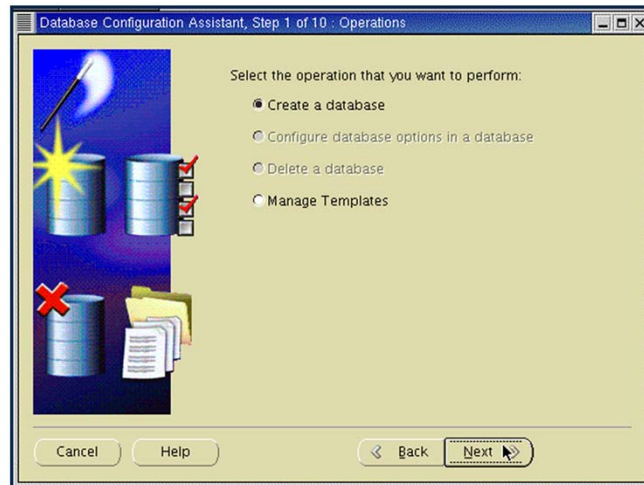 Database Configuration Assistant, Step 1 of 10 : Operations
Select the operation that you want to perform:
Create a database
Configure database options in a database
Delete a database
Manage Templates
Cancel
Help
Back
Next